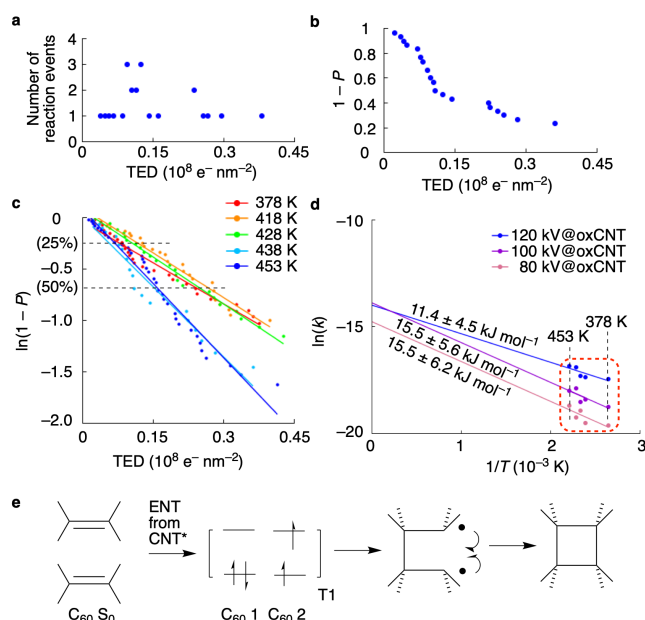 a
Number of
reaction events
4
3
2
1
0
0
0.15
0.30
0.45
TED (10⁸ e⁻ nm⁻²)
b
1 – P
1
0.8
0.6
0.4
0.2
0
0
0.15
0.30
0.45
TED (10⁸ e⁻ nm⁻²)
c
ln(1 – P)
0
(25%)
–0.5
(50%)
–1.0
–1.5
–2.0
378 K
418 K
428 K
438 K
453 K
0
0.15
0.30
0.45
TED (10⁸ e⁻ nm⁻²)
d
ln(k)
–10
–15
–20
120 kV@oxCNT
100 kV@oxCNT
80 kV@oxCNT
11.4 ± 4.5 kJ mol⁻¹
15.5 ± 5.6 kJ mol⁻¹
15.5 ± 6.2 kJ mol⁻¹
453 K
378 K
0
1
2
3
1/T (10⁻³ K)
e
ENT
from
CNT*
C₆₀ S₀
C₆₀ 1
C₆₀ 2
T1